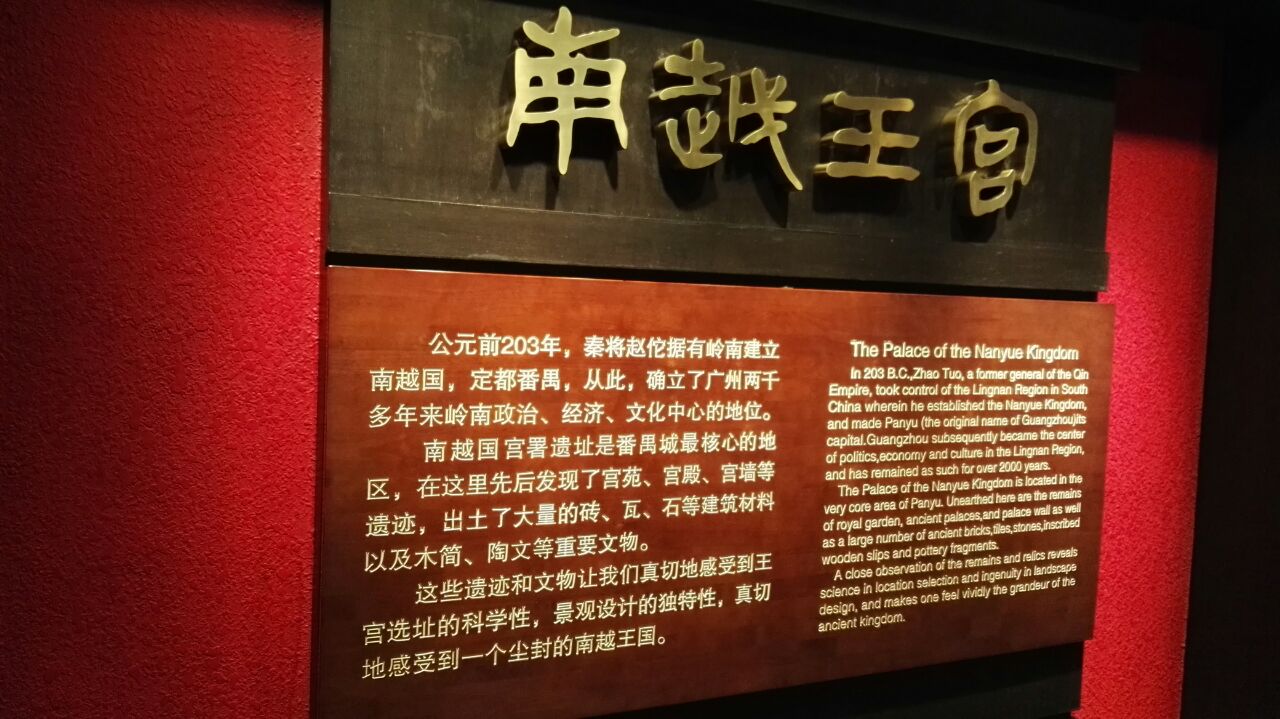 南越王宫
公元前203年，秦将赵佗据有岭南建立
南越国，定都番禺，从此，确立了广州两千
多年来岭南政治、经济、文化中心的地位。
南越国宫署遗址是番禺城最核心的地
区，在这里先后发现了宫苑、宫殿、宫墙等
遗迹，出土了大量的砖、瓦、石等建筑材料
以及木简、陶文等重要文物。
这些遗迹和文物让我们真切地感受到王
宫选址的科学性，景观设计的独特性，真切
地感受到一个尘封的南越王国。
The Palace of the Nanyue Kingdom
In 203 B.C.,Zhao Tuo, a former general of the Qin
Empire, took control of the Lingnan Region in South
China wherein he established the Nanyue Kingdom,
and made Panyu (the original name of Guangzhou)its
capital.Guangzhou subsequently became the center
of politics,economy and culture in the Lingnan Region,
and has remained as such for over 2000 years.
The Palace of the Nanyue Kingdom is located in the
very core area of Panyu. Unearthed here are the remains
of royal garden, ancient palaces,and palace wall as well
as a large number of ancient bricks,tiles,stones,inscribed
wooden slips and pottery fragments.
A close observation of the remains and relics reveals
science in location selection and ingenuity in landscape
design, and makes one feel vividly the grandeur of the
ancient kingdom.